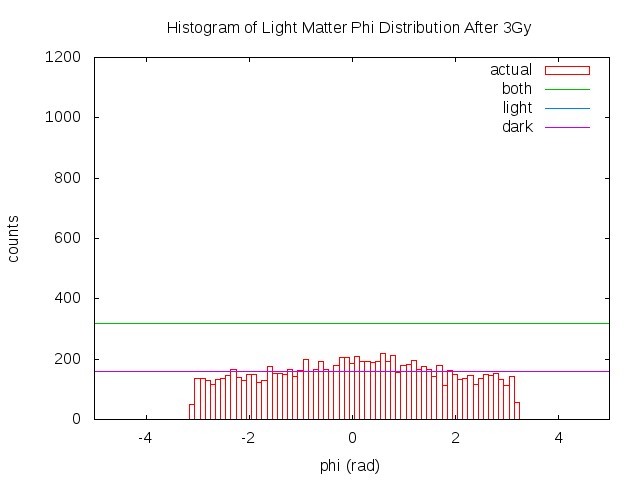 Histogram of Light Matter Phi Distribution After 3Gy
1200
1000
800
600
400
200
0
counts
actual
both
light
dark
-4
-2
0
2
4
phi (rad)